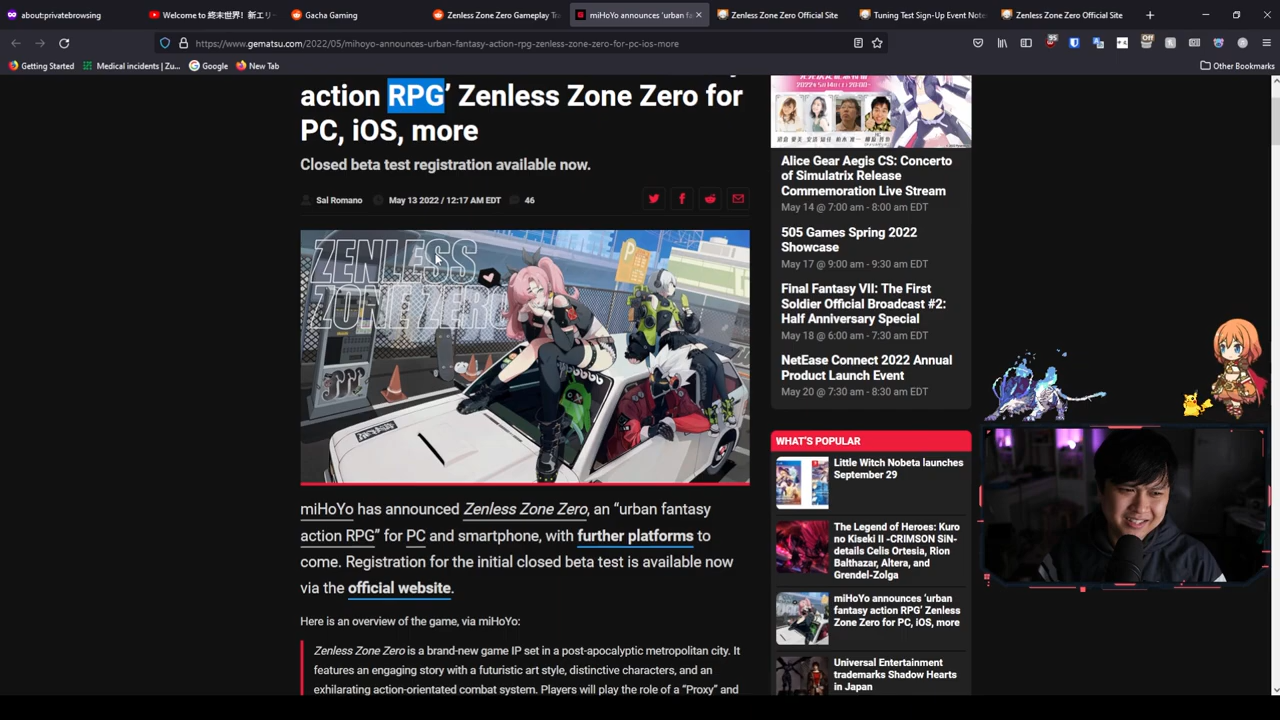 about:privatebrowsing
Welcome to 終末世界！新エリ
Gacha Gaming
Zenless Zone Zero Gameplay Tra
miHoYo announces 'urban fa
Zenless Zone Zero Official Site
Tuning Test Sign-Up Event Note
Zenless Zone Zero Official Site
https://www.gematsu.com/2022/05/mihoyo-announces-urban-fantasy-action-rpg-zenless-zone-zero-for-pc-ios-more
95
Off
Getting Started
Medical incidents | Zu...
Google
New Tab
Other Bookmarks
action RPG' Zenless Zone Zero for
PC, iOS, more
Closed beta test registration available now.
Sal Romano
May 13 2022 / 12:17 AM EDT
46
ZENLESS
ZONE ZERO
P
miHoYo has announced Zenless Zone Zero, an “urban fantasy
action RPG” for PC and smartphone, with further platforms to
come. Registration for the initial closed beta test is available now
via the official website.
Here is an overview of the game, via miHoYo:
Zenless Zone Zero is a brand-new game IP set in a post-apocalyptic metropolitan city. It
features an engaging story with a futuristic art style, distinctive characters, and an
exhilarating action-orientated combat system. Players will play the role of a “Proxy” and
Alice Gear Aegis CS: Concerto
of Simulatrix Release
Commemoration Live Stream
May 14 @ 7:00 am - 8:00 am EDT
505 Games Spring 2022
Showcase
May 17 @ 9:00 am - 9:30 am EDT
Final Fantasy VII: The First
Soldier Official Broadcast #2:
Half Anniversary Special
May 18 @ 6:00 am - 7:30 am EDT
NetEase Connect 2022 Annual
Product Launch Event
May 20 @ 7:30 am - 8:30 am EDT
WHAT'S POPULAR
Little Witch Nobeta launches
September 29
The Legend of Heroes: Kuro
no Kiseki II -CRIMSON SiN-
details Celis Ortesia, Rion
Balthazar, Altera, and
Grendel-Zolga
miHoYo announces 'urban
fantasy action RPG' Zenless
Zone Zero for PC, iOS, more
Universal Entertainment
trademarks Shadow Hearts
in Japan